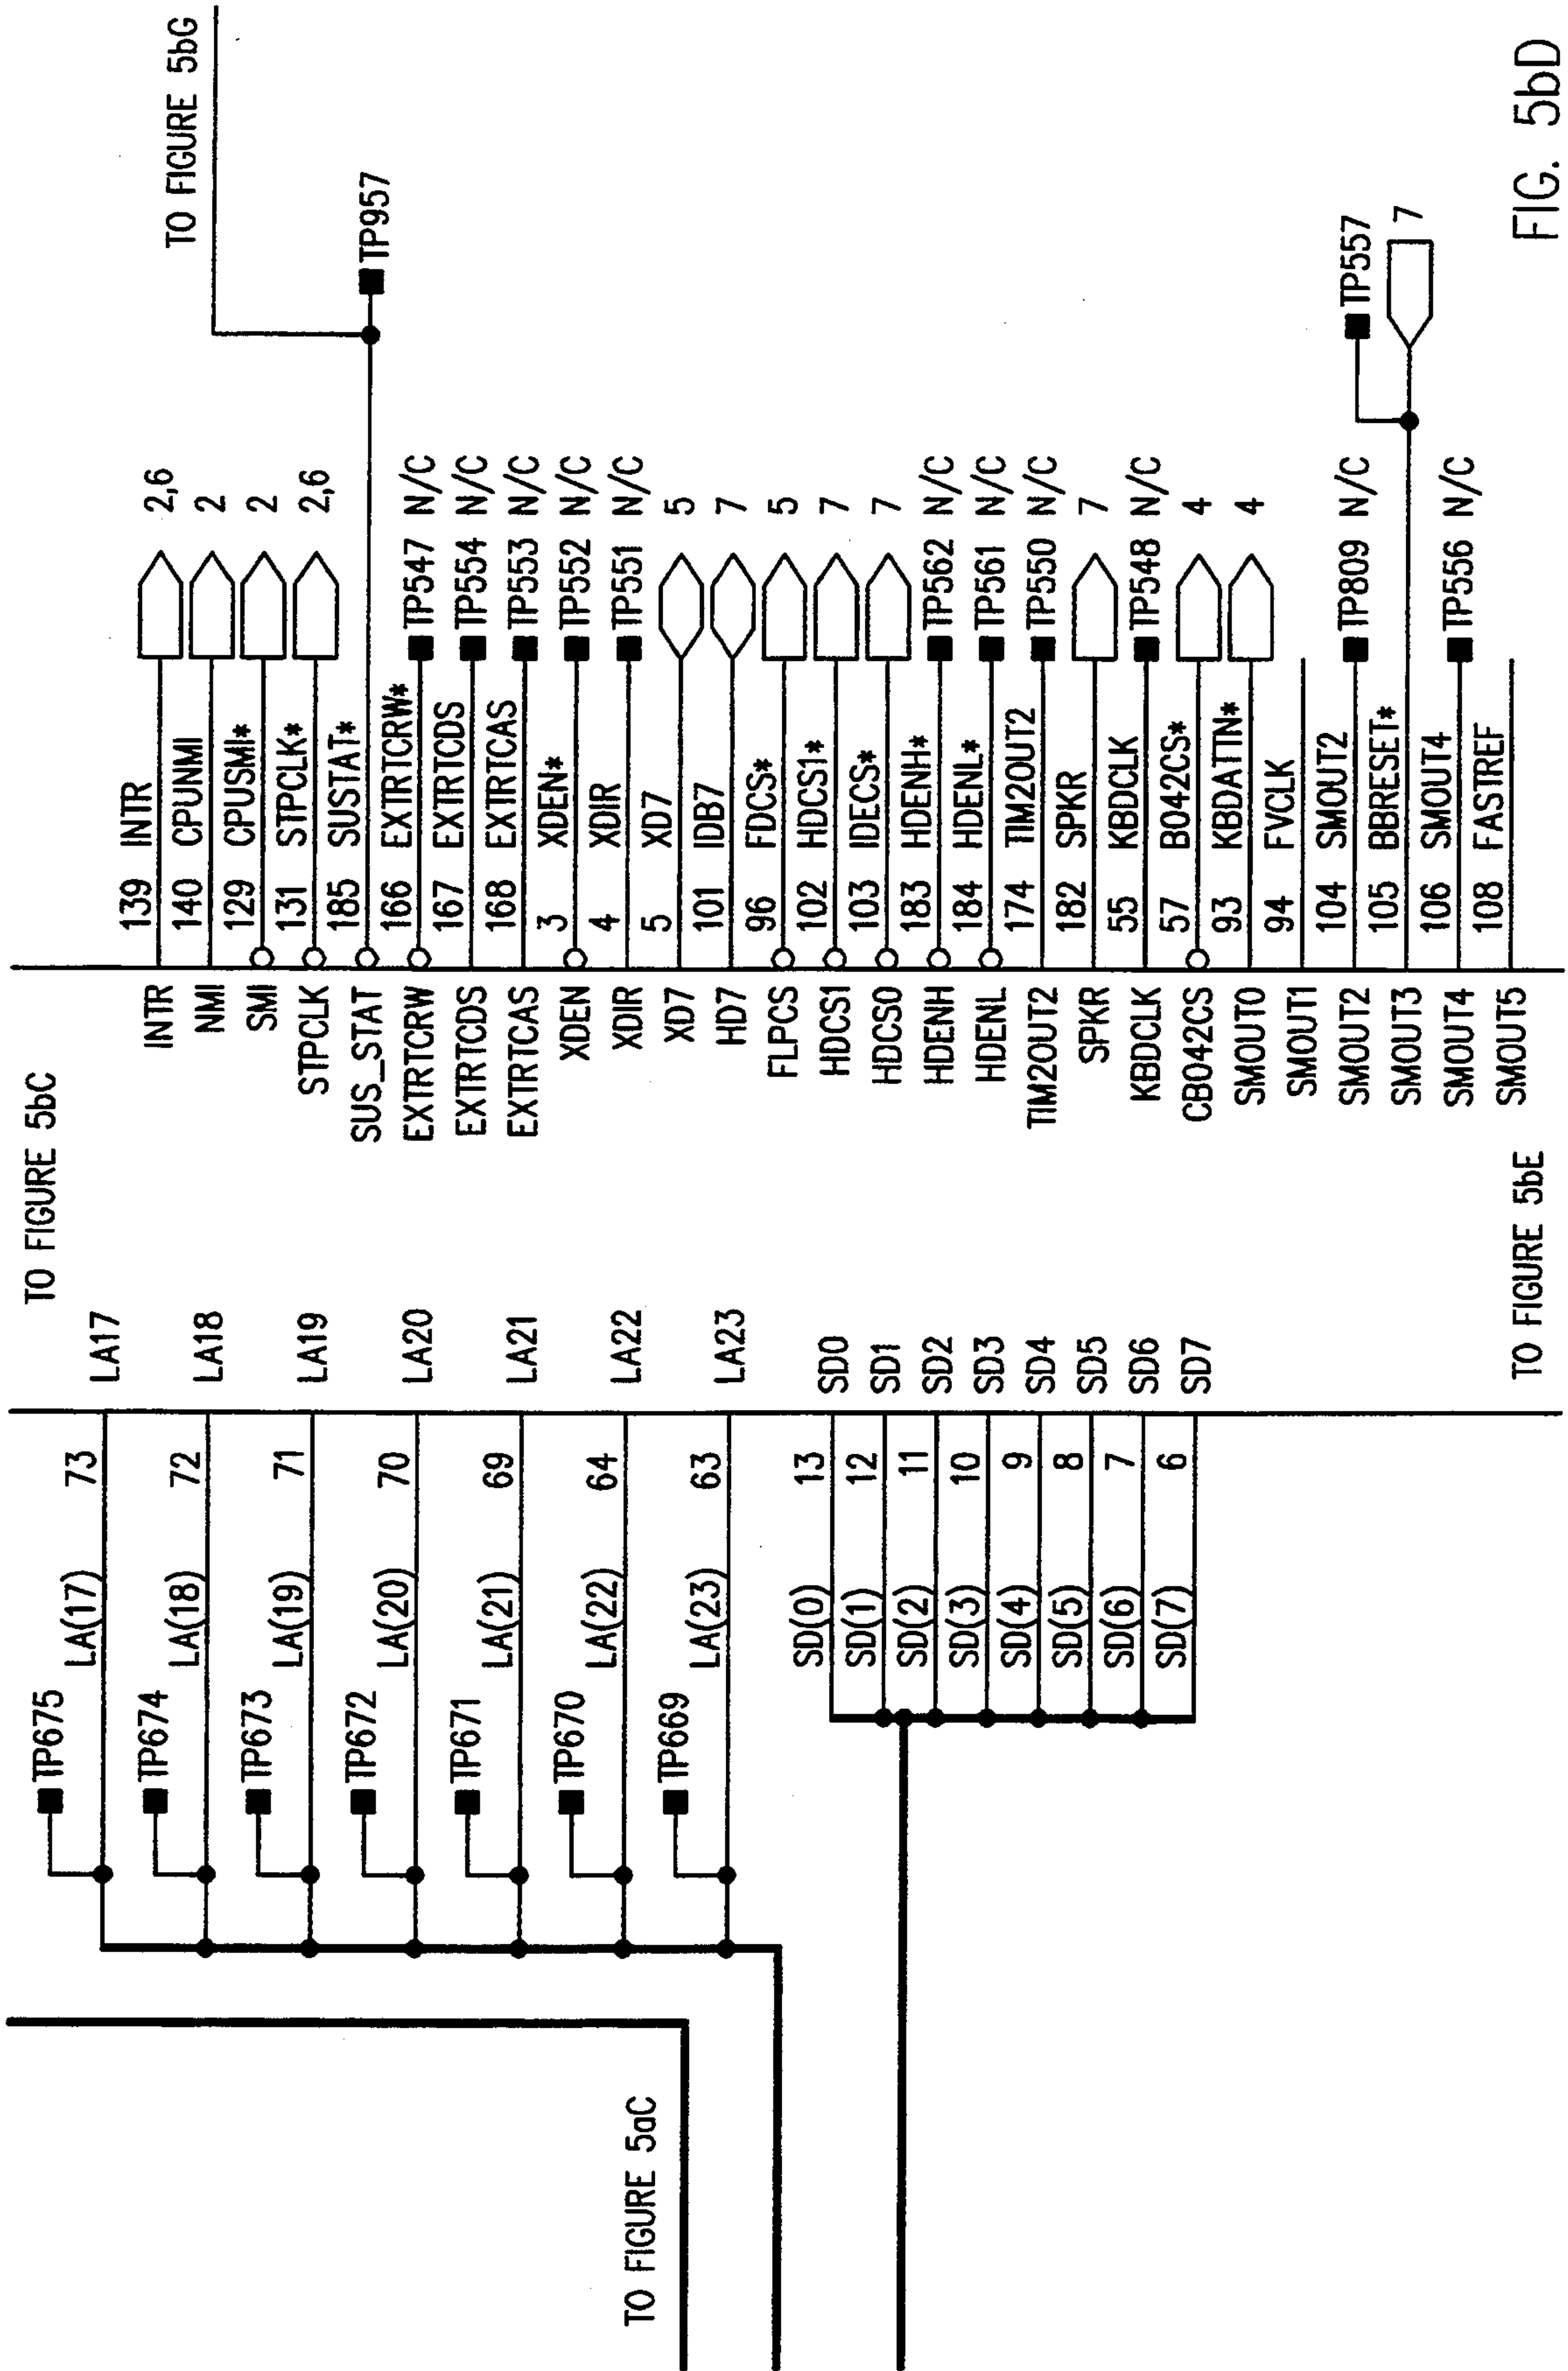 TO FIGURE 5bC
TO FIGURE 5bG
TP675
LA(17) 73 LA17
TP674
LA(18) 72 LA18
TP673
LA(19) 71 LA19
TP672
LA(20) 70 LA20
TP671
LA(21) 69 LA21
TP670
LA(22) 64 LA22
TP669
LA(23) 63 LA23
TO FIGURE 5aC
SD(0) 13 SD0
SD(1) 12 SD1
SD(2) 11 SD2
SD(3) 10 SD3
SD(4) 9 SD4
SD(5) 8 SD5
SD(6) 7 SD6
SD(7) 6 SD7
INTR 139 INTR 2,6
NMI 140 CPUNMI 2
SMI 129 CPUSMI* 2
STPCLK 131 STPCLK* 2,6
SUS_STAT 185 SUSTAT* TP957
EXTRTCRW 166 EXTRTCRW* TP547 N/C
EXTRTCDS 167 EXTRTCDS TP554 N/C
EXTRTCAS 168 EXTRTCAS TP553 N/C
XDEN 3 XDEN* TP552 N/C
XDIR 4 XDIR TP551 N/C
XD7 5 XD7 5
HD7 101 IDB7 7
FLPCS 96 FDCS* 5
HDCS1 102 HDCS1* 7
HDCS0 103 IDECS* 7
HDENH 183 HDENH* TP562 N/C
HDENL 184 HDENL* TP561 N/C
TIM2OUT2 174 TIM2OUT2 TP550 N/C
SPKR 182 SPKR 7
KBDCLK 55 KBDCLK TP548 N/C
CB042CS 57 B042CS* 4
SMOUT0 93 KBDATTN* 4
SMOUT1 94 FVCLK
SMOUT2 104 SMOUT2 TP809 N/C
TP557
SMOUT3 105 BBRESET* 7
SMOUT4 106 SMOUT4 TP556 N/C
SMOUT5 108 FASTREF
TO FIGURE 5bE
FIG. 5bD